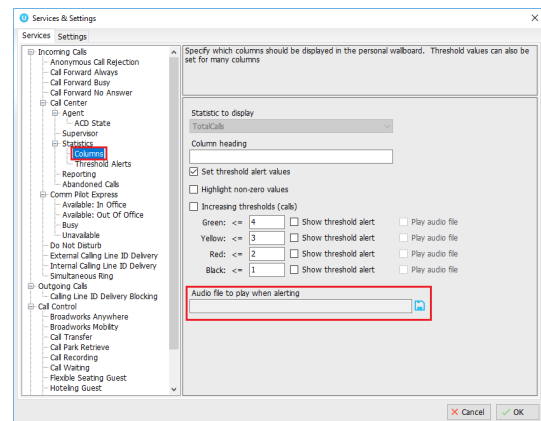 Services & Settings
Services Settings
Incoming Calls
Anonymous Call Rejection
Call Forward Always
Call Forward Busy
Call Forward No Answer
Call Center
Agent
ACD State
Supervisor
Statistics
Columns
Threshold Alerts
Reporting
Abandoned Calls
Comm Pilot Express
Available: In Office
Available: Out Of Office
Busy
Unavailable
Do Not Disturb
External Calling Line ID Delivery
Internal Calling Line ID Delivery
Simultaneous Ring
Outgoing Calls
Calling Line ID Delivery Blocking
Call Control
Broadworks Anywhere
Broadworks Mobility
Call Transfer
Call Park Retrieve
Call Recording
Call Waiting
Flexible Seating Guest
Hoteling Guest
Specify which columns should be displayed in the personal wallboard. Threshold values can also be
set for many columns
Statistic to display
TotalCalls
Column heading
Set threshold alert values
Highlight non-zero values
Increasing thresholds (calls)
Green: <= 4 Show threshold alert Play audio file
Yellow: <= 3 Show threshold alert Play audio file
Red: <= 2 Show threshold alert Play audio file
Black: <= 1 Show threshold alert Play audio file
Audio file to play when alerting
Cancel OK